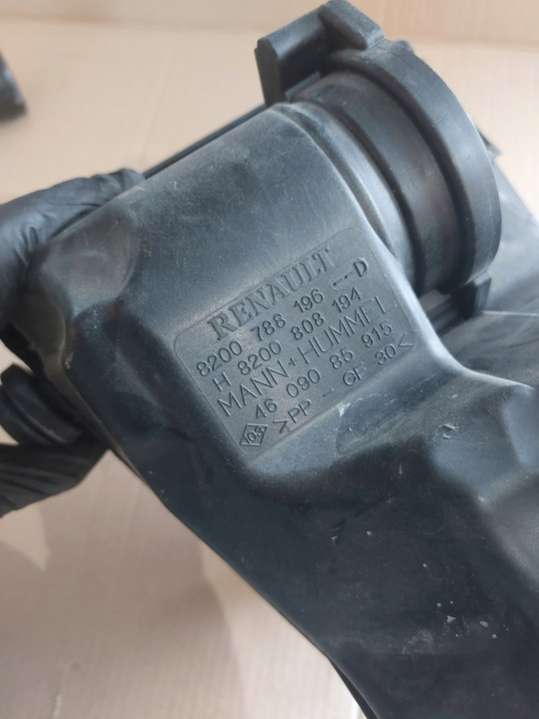 RENAULT
8200 788 196 --D
H 8200 808 194
MANN+HUMMEL
46 090 85 915
>PP - GF 30<